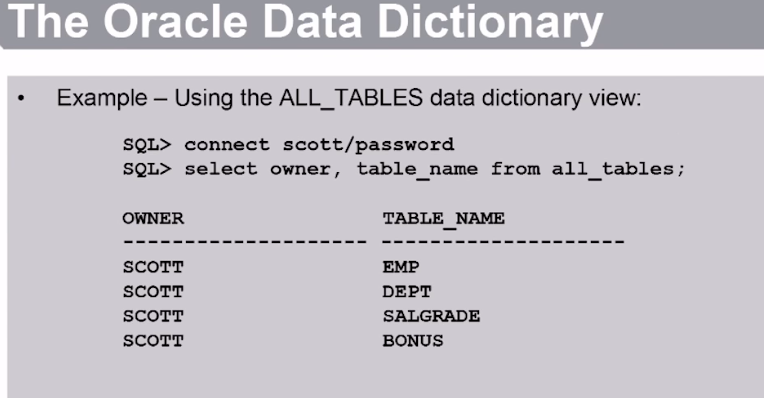 The Oracle Data Dictionary
• Example – Using the ALL_TABLES data dictionary view:
SQL> connect scott/password
SQL> select owner, table_name from all_tables;
OWNER TABLE_NAME
-------------------- --------------------
SCOTT EMP
SCOTT DEPT
SCOTT SALGRADE
SCOTT BONUS